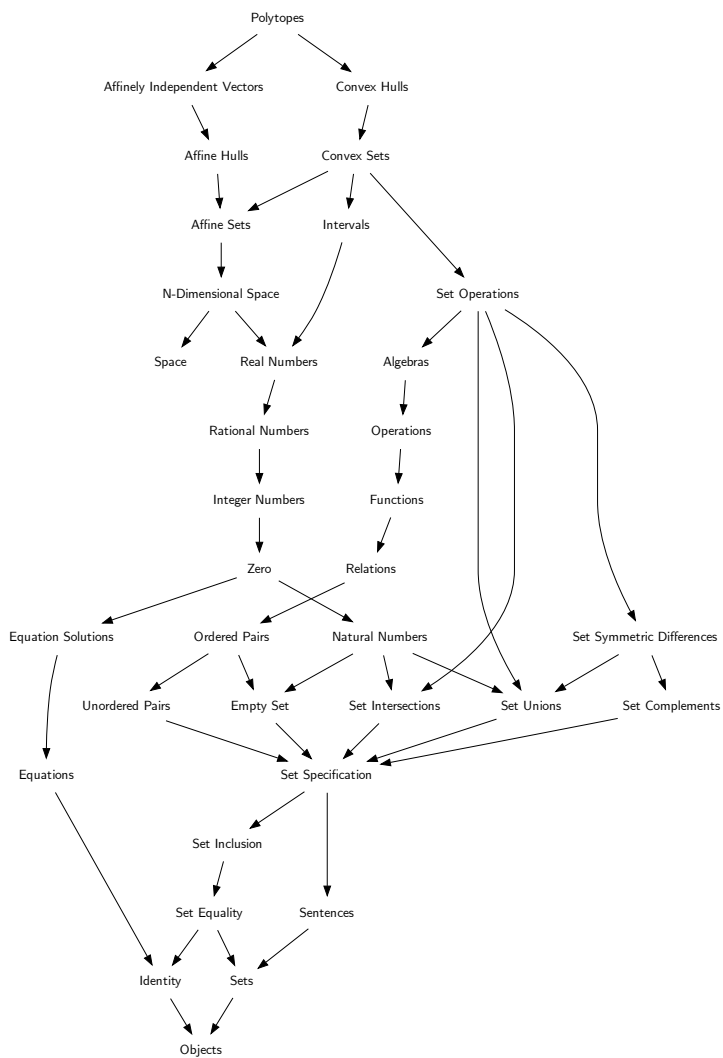 Polytopes
Affinely Independent Vectors
Convex Hulls
Affine Hulls
Convex Sets
Affine Sets
Intervals
N-Dimensional Space
Set Operations
Space
Real Numbers
Algebras
Rational Numbers
Operations
Integer Numbers
Functions
Zero
Relations
Equation Solutions
Ordered Pairs
Natural Numbers
Set Symmetric Differences
Unordered Pairs
Empty Set
Set Intersections
Set Unions
Set Complements
Equations
Set Specification
Set Inclusion
Set Equality
Sentences
Identity
Sets
Objects